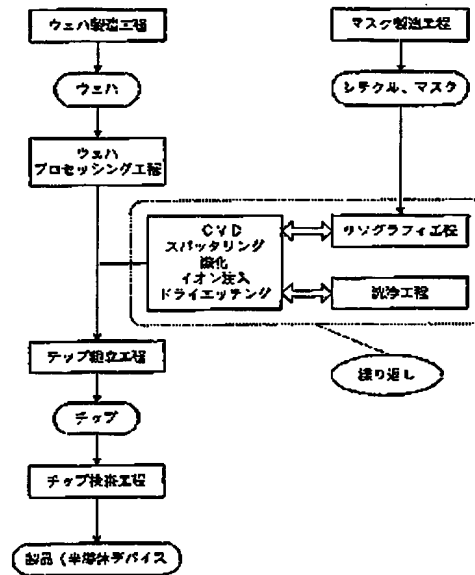 ウェハ製造工程
マスク製造工程
ウェハ
レチクル、マスク
ウェハ
プロセッシング工程
CVD
スパッタリング
酸化
イオン注入
ドライエッチング
リソグラフィ工程
洗浄工程
繰り返し
チップ組立工程
チップ
チップ検査工程
製品（半導体デバイス